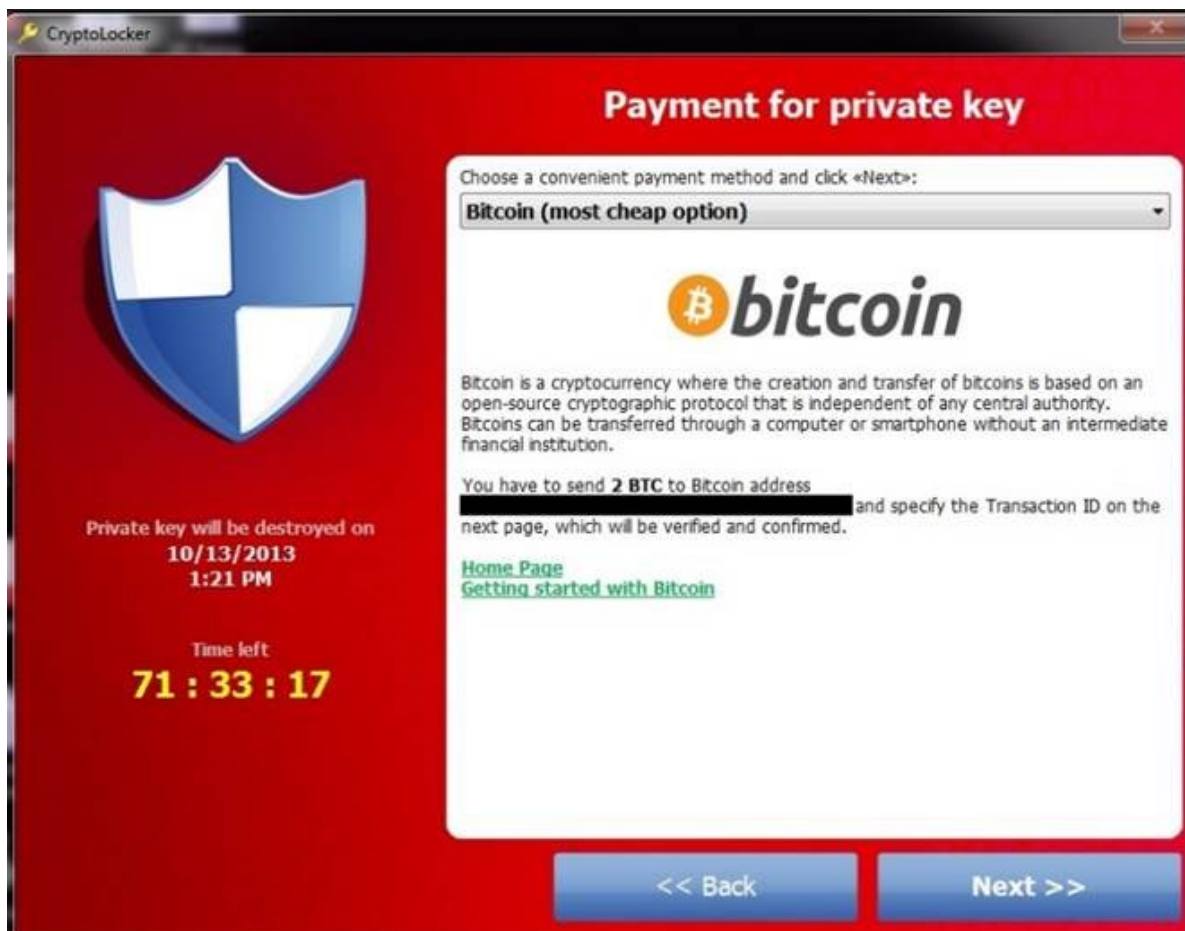 CryptoLocker
Payment for private key
Choose a convenient payment method and click «Next»:
Bitcoin (most cheap option)
bitcoin
Bitcoin is a cryptocurrency where the creation and transfer of bitcoins is based on an
open-source cryptographic protocol that is independent of any central authority.
Bitcoins can be transferred through a computer or smartphone without an intermediate
financial institution.
You have to send 2 BTC to Bitcoin address
and specify the Transaction ID on the
next page, which will be verified and confirmed.
Home Page
Getting started with Bitcoin
Private key will be destroyed on
10/13/2013
1:21 PM
Time left
71 : 33 : 17
<< Back
Next >>